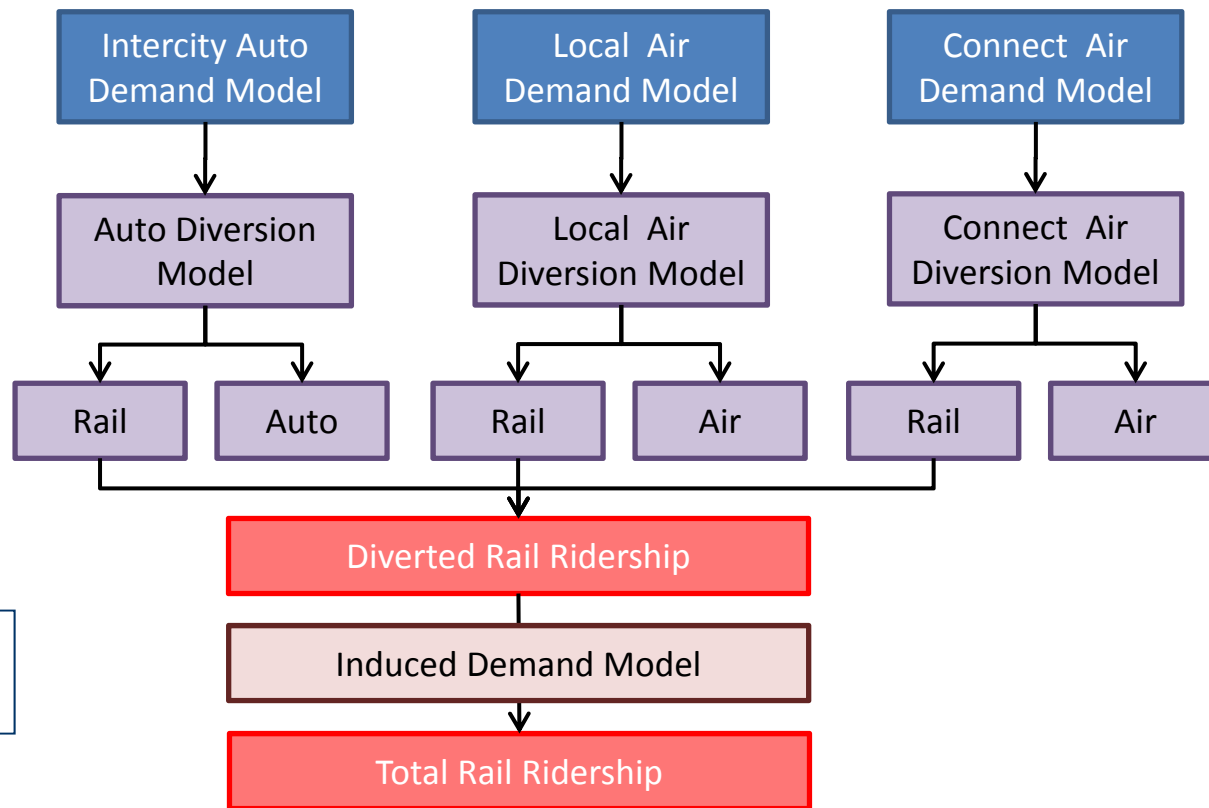 Intercity Auto
Demand Model
Local Air
Demand Model
Connect Air
Demand Model
Auto Diversion
Model
Local Air
Diversion Model
Connect Air
Diversion Model
Rail
Auto
Rail
Air
Rail
Air
Diverted Rail Ridership
Induced Demand Model
Total Rail Ridership